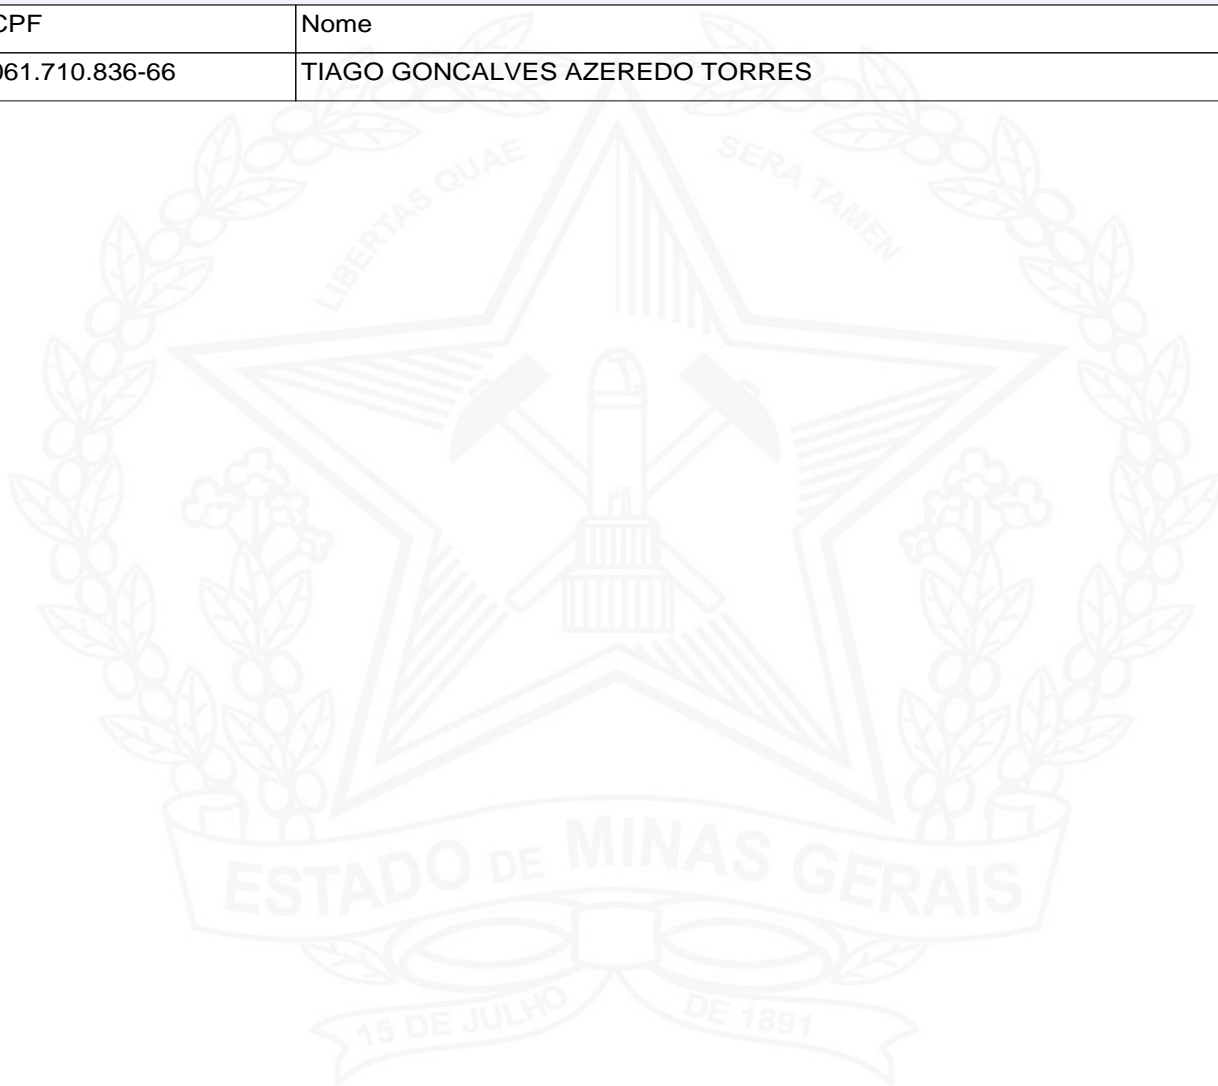 CPF Nome
061.710.836-66 TIAGO GONCALVES AZEREDO TORRES
LIBERTAS QUAE SERA TAMEN
ESTADO DE MINAS GERAIS
15 DE JULHO DE 1891